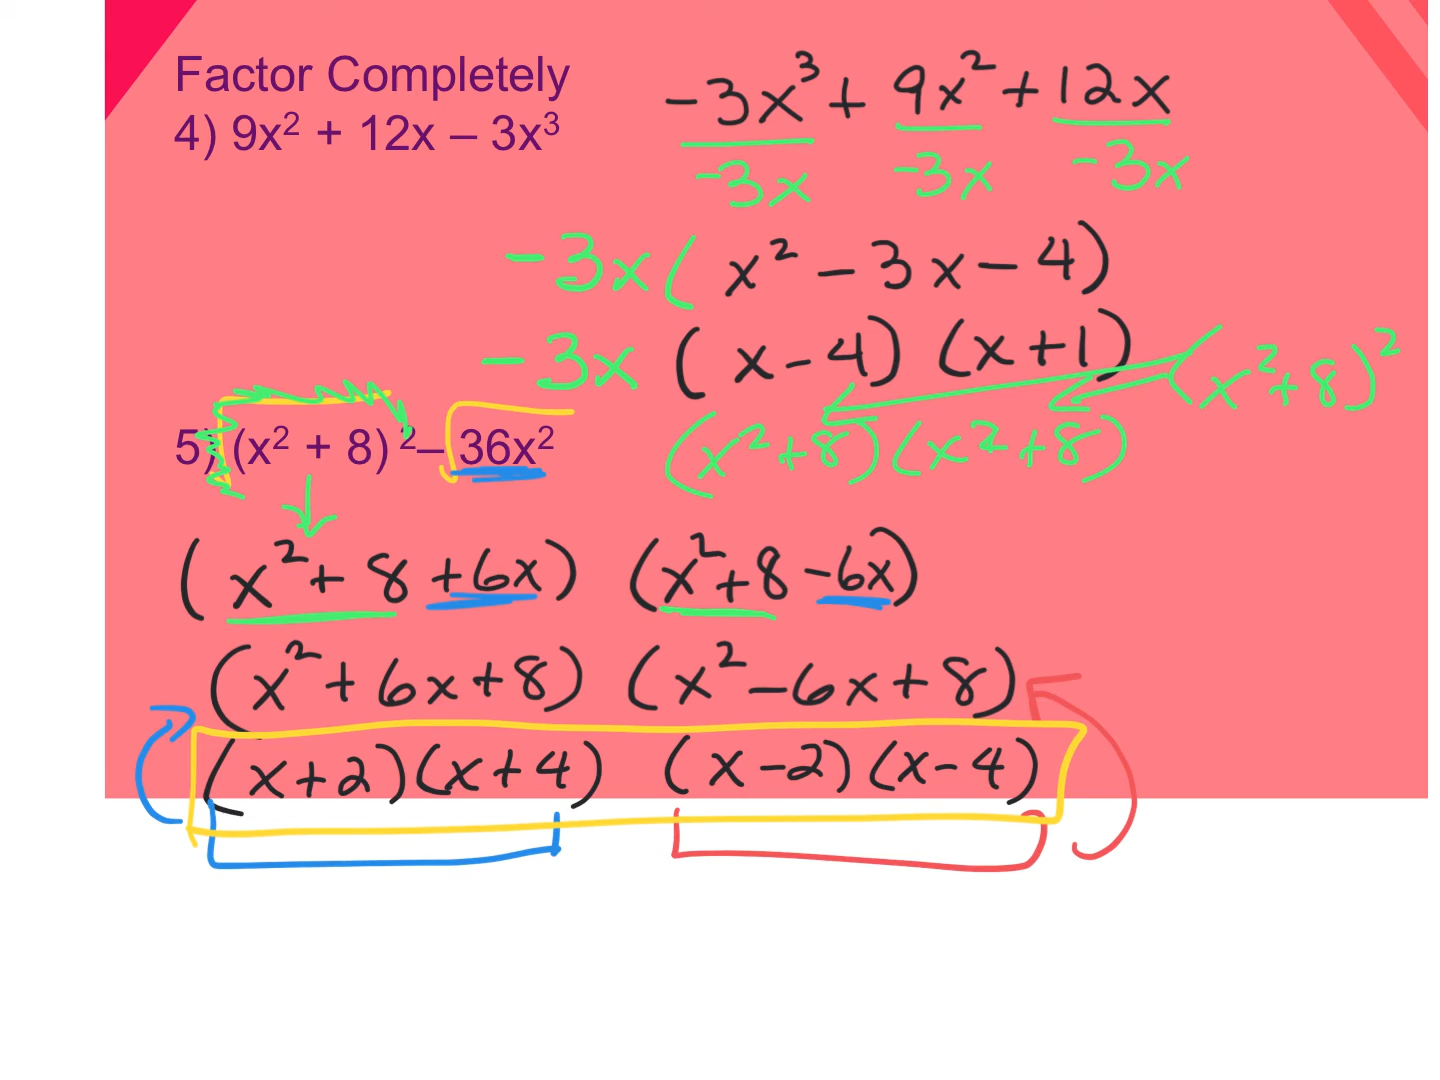 Factor Completely
4) 9x² + 12x – 3x³
-3x³ + 9x² + 12x
-3x -3x -3x
-3x ( x² - 3x - 4)
-3x (x - 4) (x + 1)
(x² + 8)²
5) (x² + 8) ² – 36x²
(x² + 8) (x² + 8)
(x² + 8 + 6x) (x² + 8 - 6x)
(x² + 6x + 8) (x² - 6x + 8)
(x + 2)(x + 4) (x - 2)(x - 4)